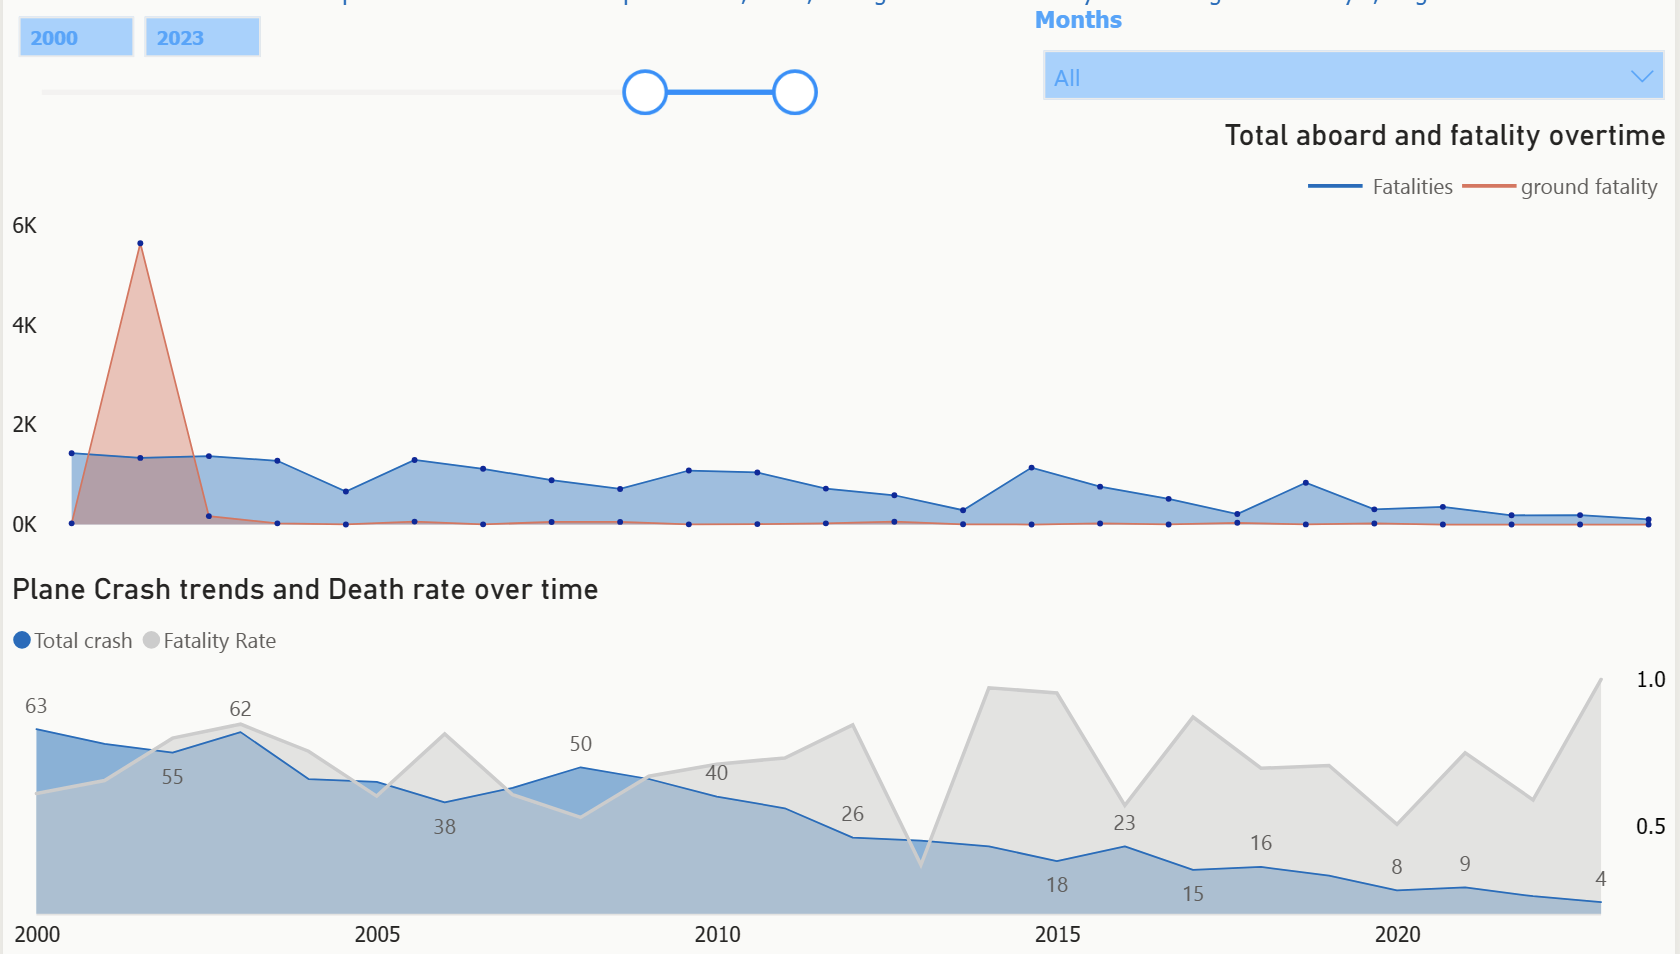 Months
2000 2023
All
Total aboard and fatality overtime
Fatalities ground fatality
6K
4K
2K
0K
Plane Crash trends and Death rate over time
Total crash Fatality Rate
1.0
63
62
50
55
40
26
38
23
0.5
16
9
8
4
18
15
2000 2005 2010 2015 2020